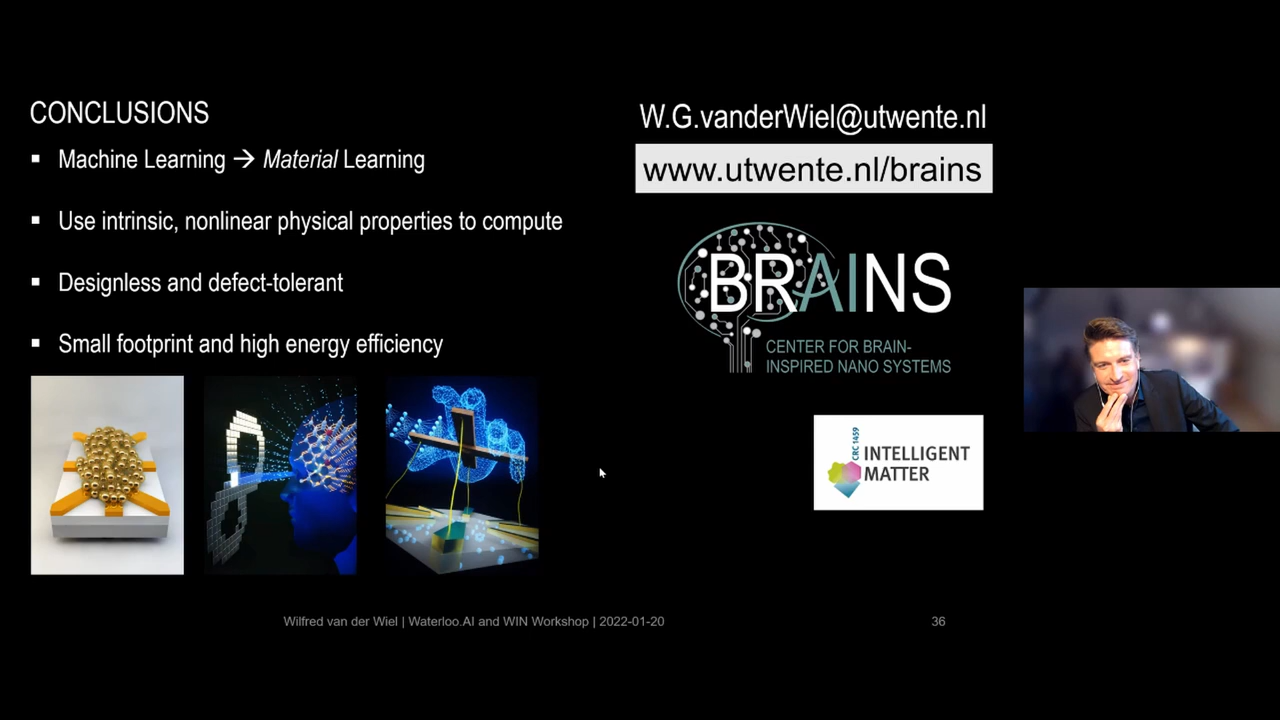 CONCLUSIONS
▪ Machine Learning → Material Learning
▪ Use intrinsic, nonlinear physical properties to compute
▪ Designless and defect-tolerant
▪ Small footprint and high energy efficiency
W.G.vanderWiel@utwente.nl
www.utwente.nl/brains
BRAINS
CENTER FOR BRAIN-
INSPIRED NANO SYSTEMS
CRC 1459
INTELLIGENT
MATTER
Wilfred van der Wiel | Waterloo.AI and WIN Workshop | 2022-01-20
36